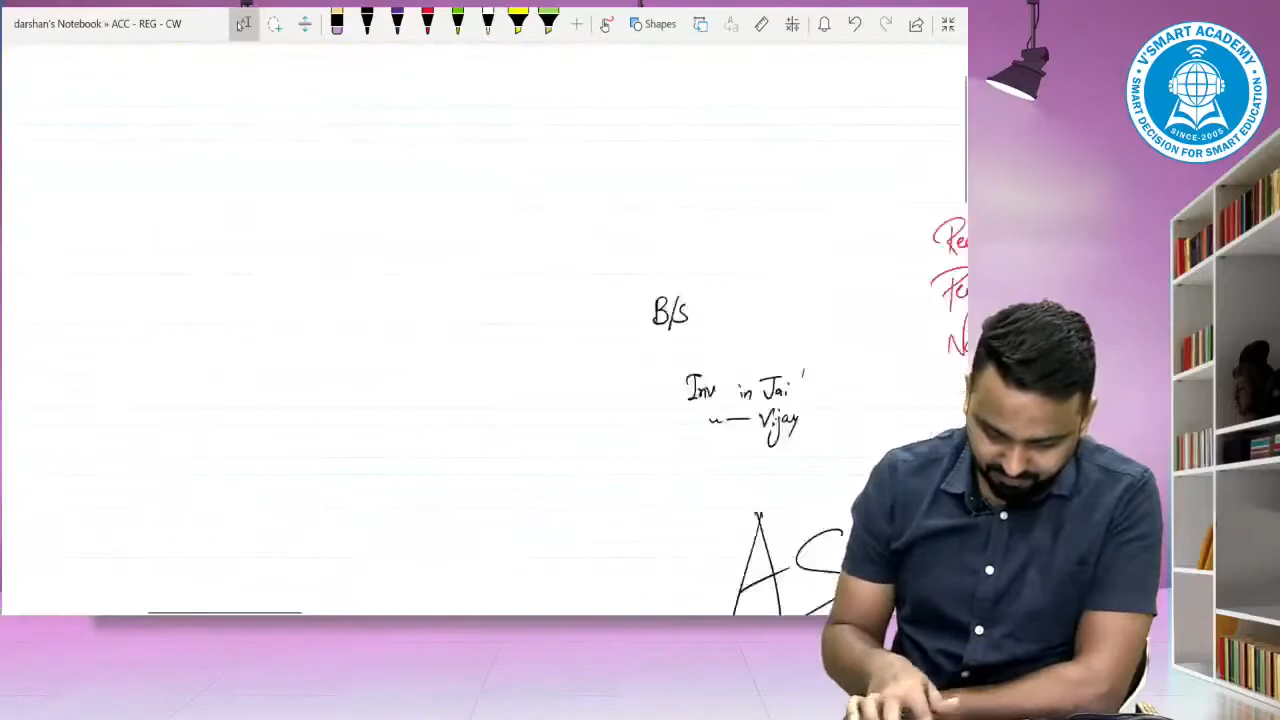 darshan's Notebook » ACC - REG - CW
Shapes
V'SMART ACADEMY
SMART DECISION FOR SMART EDUCATION
SINCE-2005
B/S
Inv in Jai
Vijay
AS